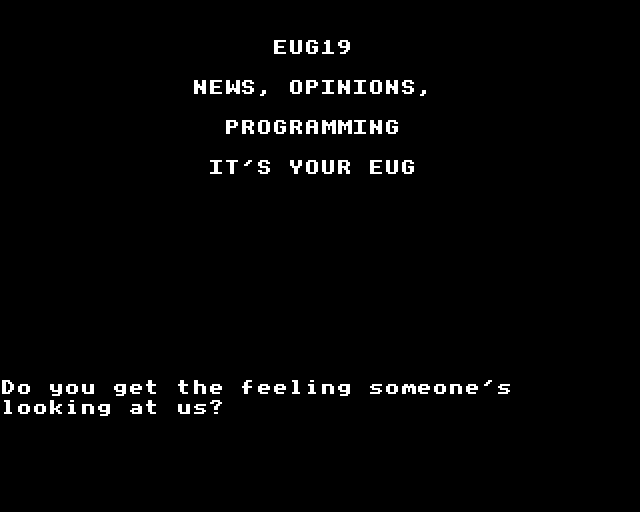 EUG19
NEWS, OPINIONS,
PROGRAMMING
IT'S YOUR EUG
Do you get the feeling someone's
looking at us?